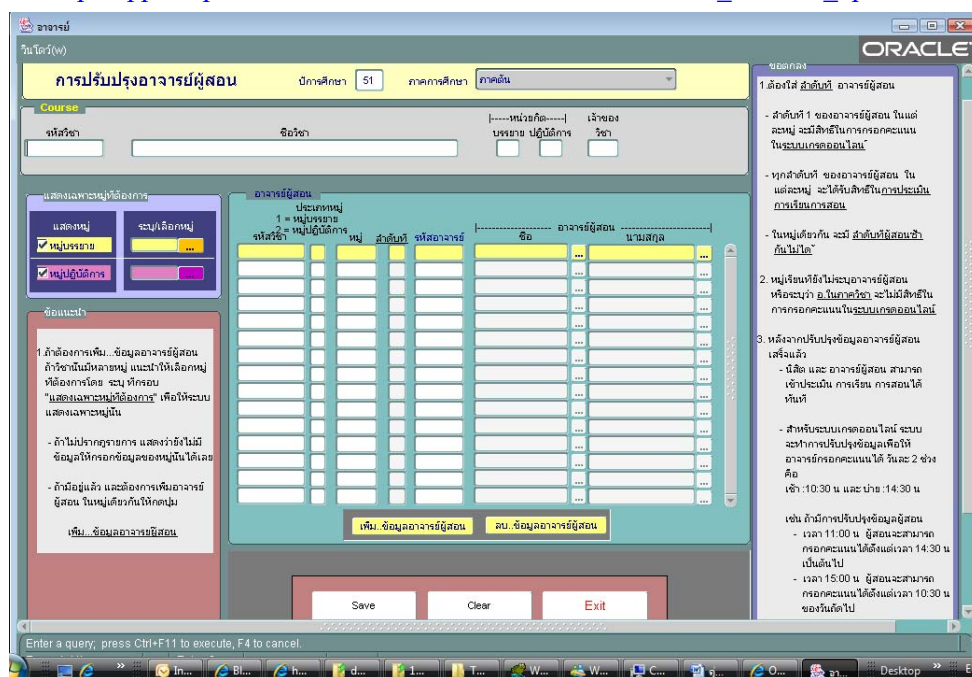 อาจารย์
วินโดว์(w)
ORACLE
การปรับปรุงอาจารย์ผู้สอน
ปีการศึกษา 51 ภาคการศึกษา ภาคต้น
Course
|-----หน่วยกิต-----| เจ้าของ
รหัสวิชา ชื่อวิชา บรรยาย ปฏิบัติการ วิชา
แสดงเฉพาะหมู่ที่ต้องการ
แสดงหมู่ ระบุ/เลือกหมู่
หมู่บรรยาย ...
หมู่ปฏิบัติการ ...
ข้อแนะนำ
1.ถ้าต้องการเพิ่ม...ข้อมูลอาจารย์ผู้สอน
ถ้าวิชานั้นมีหลายหมู่ แนะนำให้เลือกหมู่
ที่ต้องการโดย ระบุ ที่กรอบ
"แสดงเฉพาะหมู่ที่ต้องการ" เพื่อให้ระบบ
แสดงเฉพาะหมู่นั้น
- ถ้าไม่ปรากฏรายการ แสดงว่ายังไม่มี
ข้อมูลให้กรอกข้อมูลของหมู่นั้นได้เลย
- ถ้ามีอยู่แล้ว และต้องการเพิ่มอาจารย์
ผู้สอน ในหมู่เดียวกันให้กดปุ่ม
เพิ่ม...ข้อมูลอาจารย์ผู้สอน
อาจารย์ผู้สอน
ประเภทหมู่
1 = หมู่บรรยาย
2 = หมู่ปฏิบัติการ
|---------------------- อาจารย์ผู้สอน ----------------------|
รหัสวิชา หมู่ ลำดับที่ รหัสอาจารย์ ชื่อ นามสกุล
เพิ่ม..ข้อมูลอาจารย์ผู้สอน ลบ..ข้อมูลอาจารย์ผู้สอน
Save Clear Exit
ข้อตกลง
1.ต้องใส่ ลำดับที่ อาจารย์ผู้สอน
- ลำดับที่ 1 ของอาจารย์ผู้สอน ในแต่
ละหมู่ จะมีสิทธิ์ในการกรอกคะแนน
ในระบบเกรดออนไลน์
- ทุกลำดับที่ ของอาจารย์ผู้สอน ใน
แต่ละหมู่ จะได้รับสิทธิ์ในการประเมิน
การเรียนการสอน
- ในหมู่เดียวกัน จะมี ลำดับที่ผู้สอนซ้ำ
กันไม่ได้
2. หมู่เรียนที่ยังไม่ระบุอาจารย์ผู้สอน
หรือระบุว่า อ.ในภาควิชา จะไม่มีสิทธิ์ใน
การกรอกคะแนนในระบบเกรดออนไลน์
3. หลังจากปรับปรุงข้อมูลอาจารย์ผู้สอน
เสร็จแล้ว
- นิสิต และ อาจารย์ผู้สอน สามารถ
เข้าประเมิน การเรียน การสอนได้
ทันที
- สำหรับระบบเกรดออนไลน์ ระบบ
จะทำการปรับปรุงข้อมูลเพื่อให้
อาจารย์กรอกคะแนนได้ วันละ 2 ช่วง
คือ
เช้า :10:30 น และ บ่าย :14:30 น
เช่น ถ้ามีการปรับปรุงข้อมูลผู้สอน
- เวลา 11:00 น ผู้สอนจะสามารถ
กรอกคะแนนได้ตั้งแต่เวลา 14:30 น
เป็นต้นไป
- เวลา 15:00 น ผู้สอนจะสามารถ
กรอกคะแนนได้ตั้งแต่เวลา 10:30 น
ของวันถัดไป
Enter a query; press Ctrl+F11 to execute, F4 to cancel.
In... Bl... h... d... 1... T... W... W... C... O... Desktop